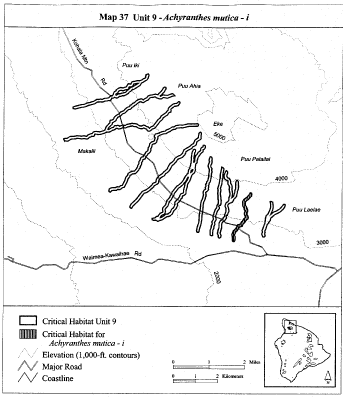 Map 37 Unit 9 - Achyranthes mutica - i
Kohala Mtn
Rd
Puu Iki
Puu Ahia
Eke
5000
Makalii
Puu Palalai
4000
Puu Laelae
3000
Waimea-Kawaihae Rd
2000
Critical Habitat Unit 9
Critical Habitat for
Achyranthes mutica - i
Elevation (1,000-ft. contours)
Major Road
Coastline
0 1 2 Miles
0 1 2 Kilometers
N